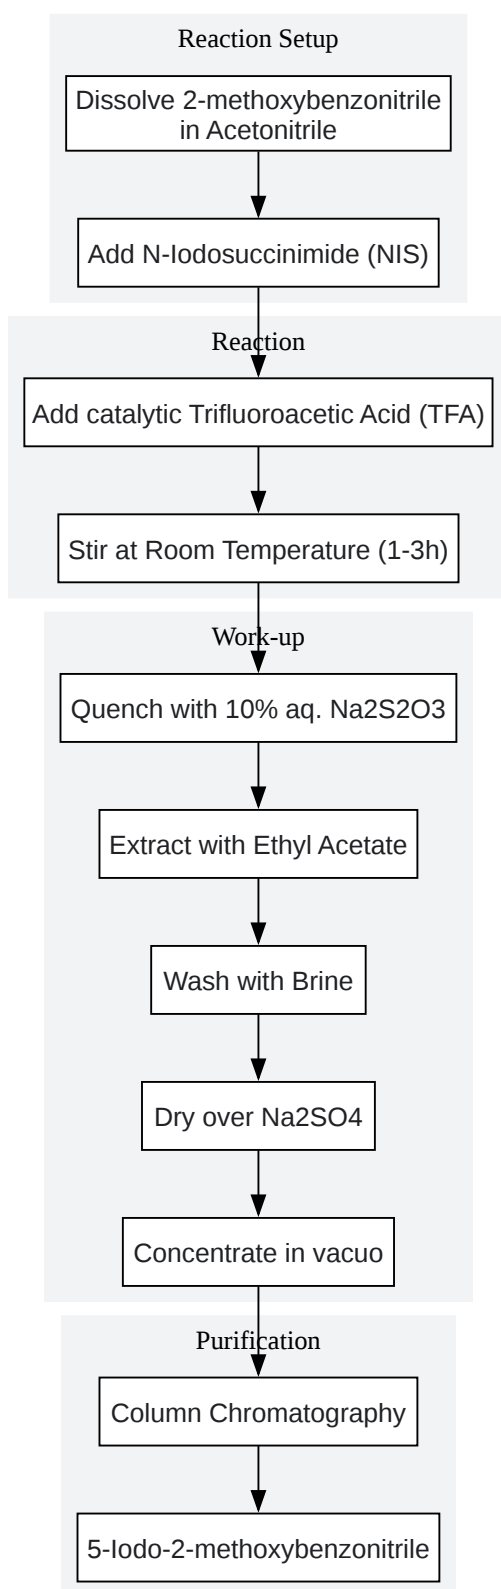 Reaction Setup
Dissolve 2-methoxybenzonitrile
in Acetonitrile
Add N-Iodosuccinimide (NIS)
Reaction
Add catalytic Trifluoroacetic Acid (TFA)
Stir at Room Temperature (1-3h)
Work-up
Quench with 10% aq. Na2S2O3
Extract with Ethyl Acetate
Wash with Brine
Dry over Na2SO4
Concentrate in vacuo
Purification
Column Chromatography
5-Iodo-2-methoxybenzonitrile